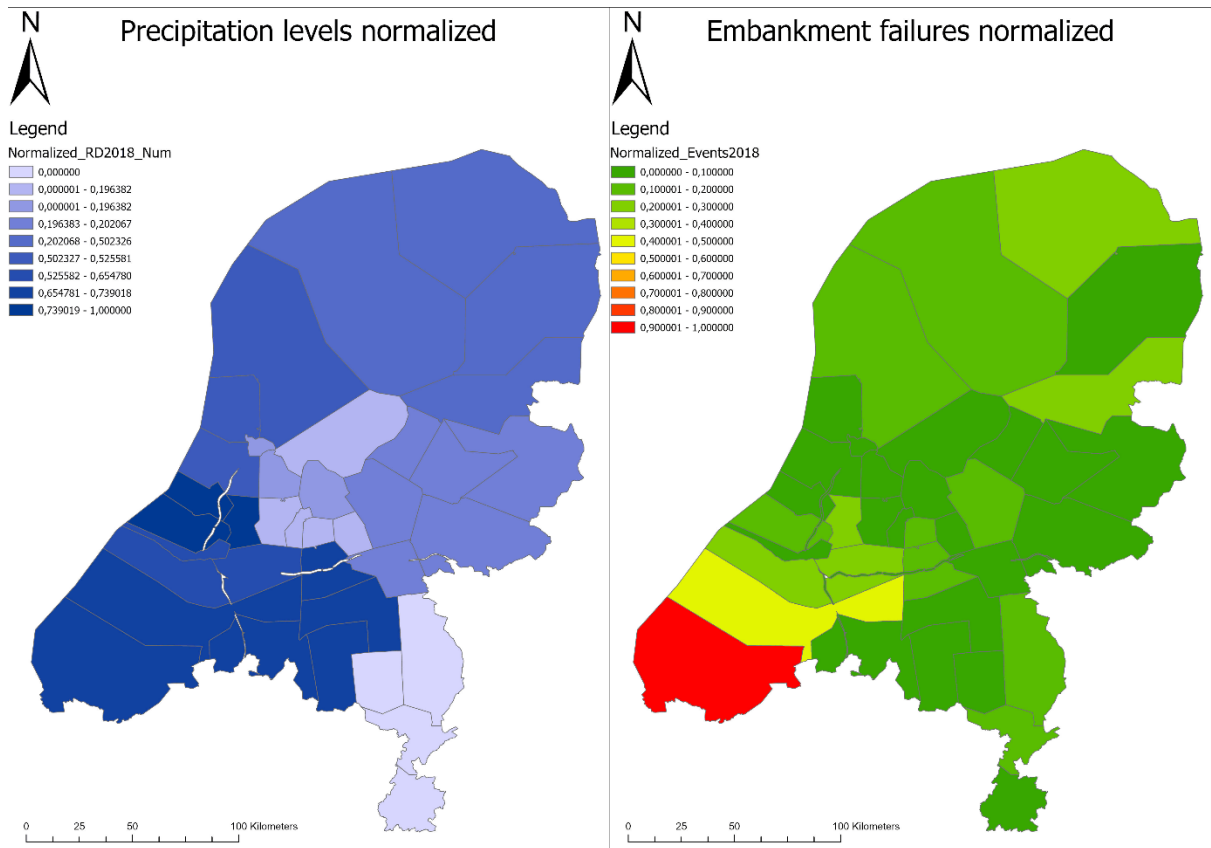 N
Precipitation levels normalized
Legend
Normalized_RD2018_Num
0,000000
0,000001 - 0,196382
0,000001 - 0,196382
0,196383 - 0,202067
0,202068 - 0,502326
0,502327 - 0,525581
0,525582 - 0,654780
0,654781 - 0,739018
0,739019 - 1,000000
0 25 50 100 Kilometers
N
Embankment failures normalized
Legend
Normalized_Events2018
0,000000 - 0,100000
0,100001 - 0,200000
0,200001 - 0,300000
0,300001 - 0,400000
0,400001 - 0,500000
0,500001 - 0,600000
0,600001 - 0,700000
0,700001 - 0,800000
0,800001 - 0,900000
0,900001 - 1,000000
0 25 50 100 Kilometers